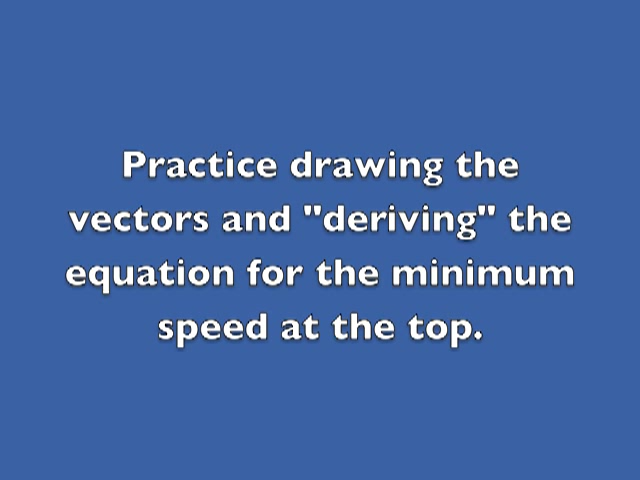 Practice drawing the
vectors and "deriving" the
equation for the minimum
speed at the top.